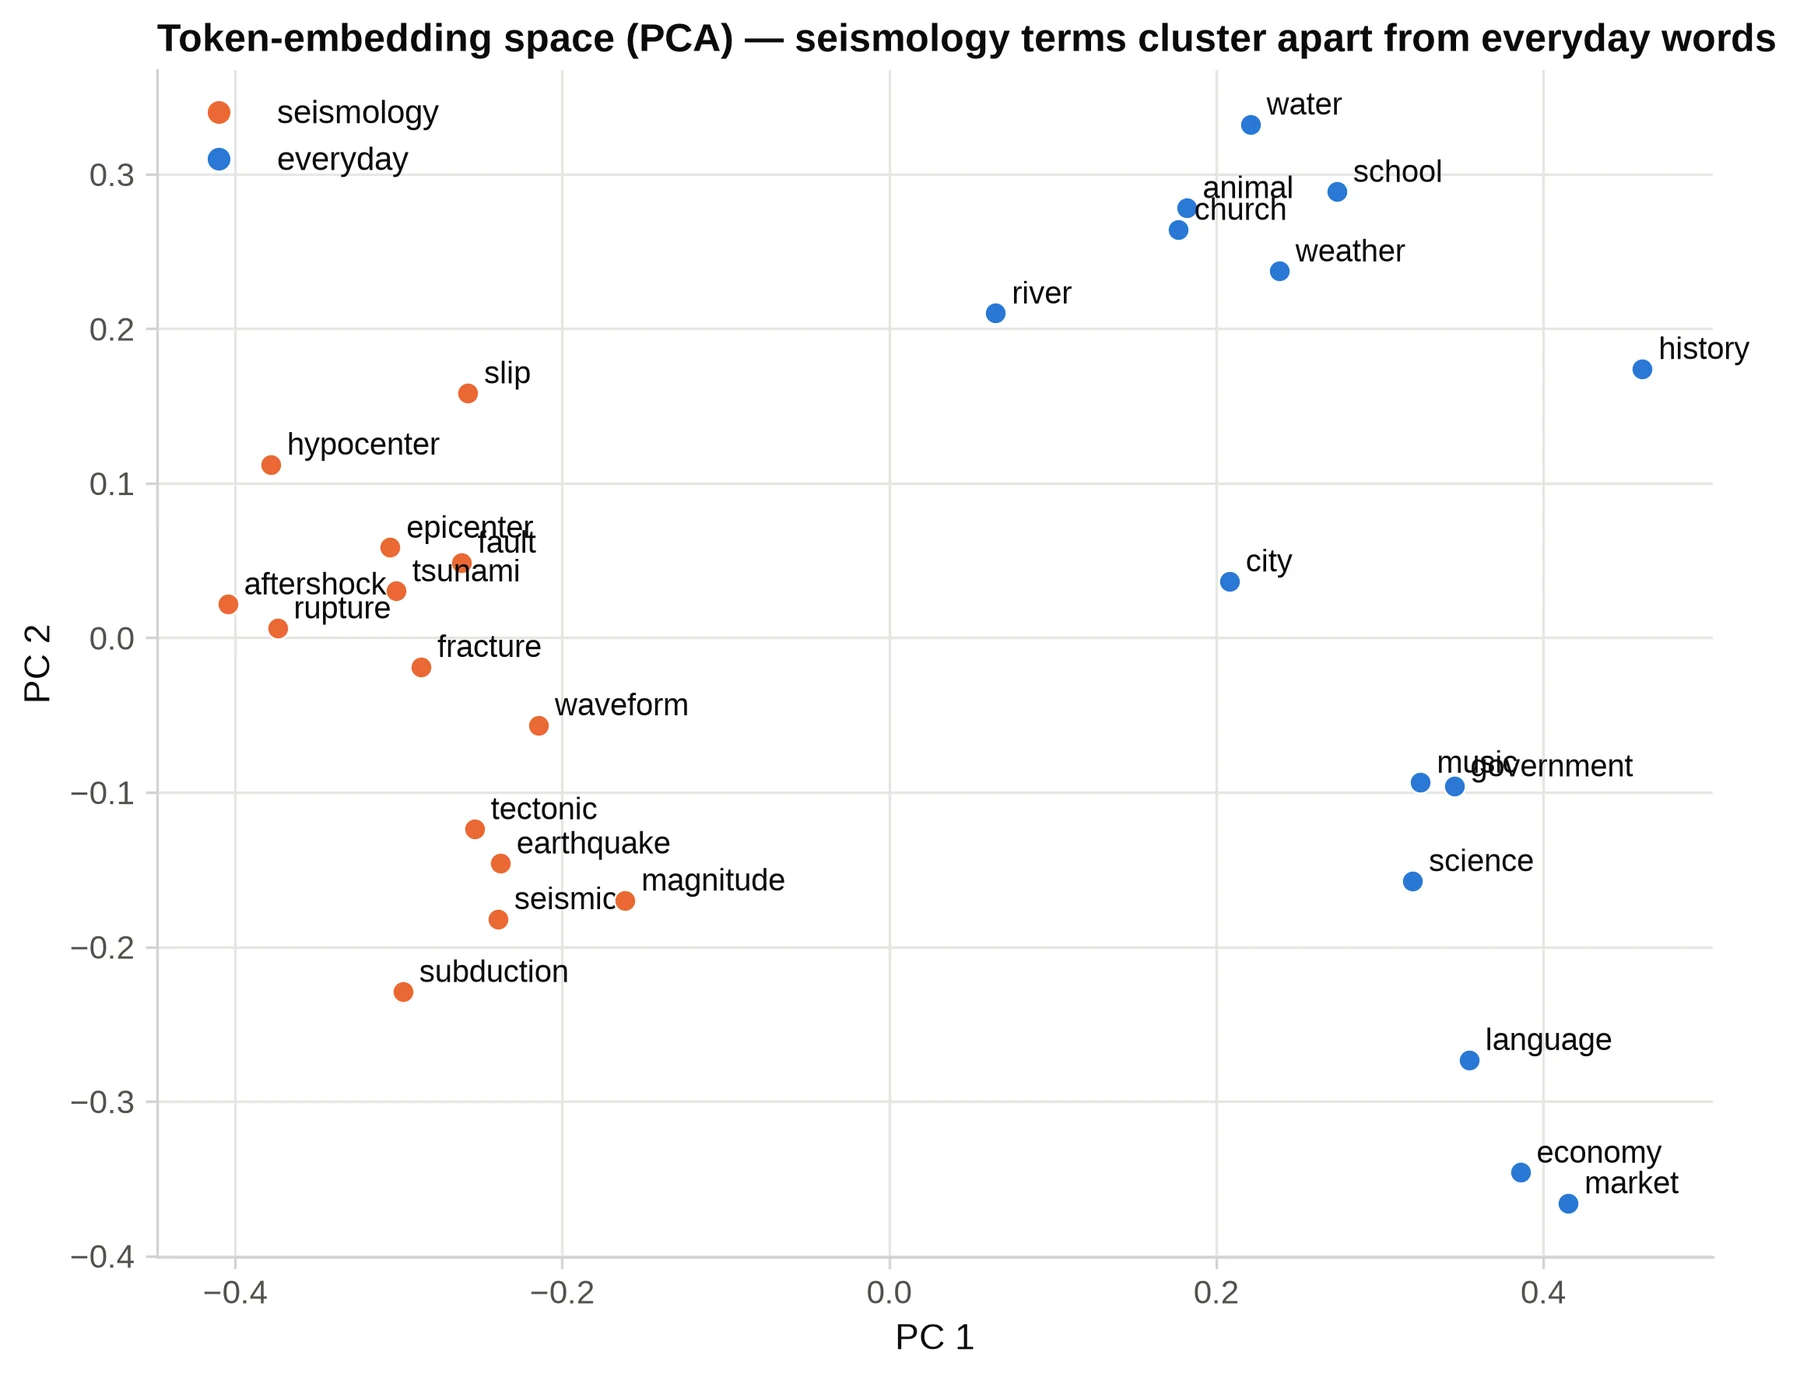 Token-embedding space (PCA) — seismology terms cluster apart from everyday words
seismology
everyday
water
school
animal
church
weather
river
history
slip
hypocenter
epicenter
fault
tsunami
aftershock
rupture
city
fracture
waveform
music
government
tectonic
earthquake
science
magnitude
seismic
subduction
language
economy
market
0.3
0.2
0.1
0.0
−0.1
−0.2
−0.3
−0.4
PC 2
−0.4
−0.2
0.0
0.2
0.4
PC 1